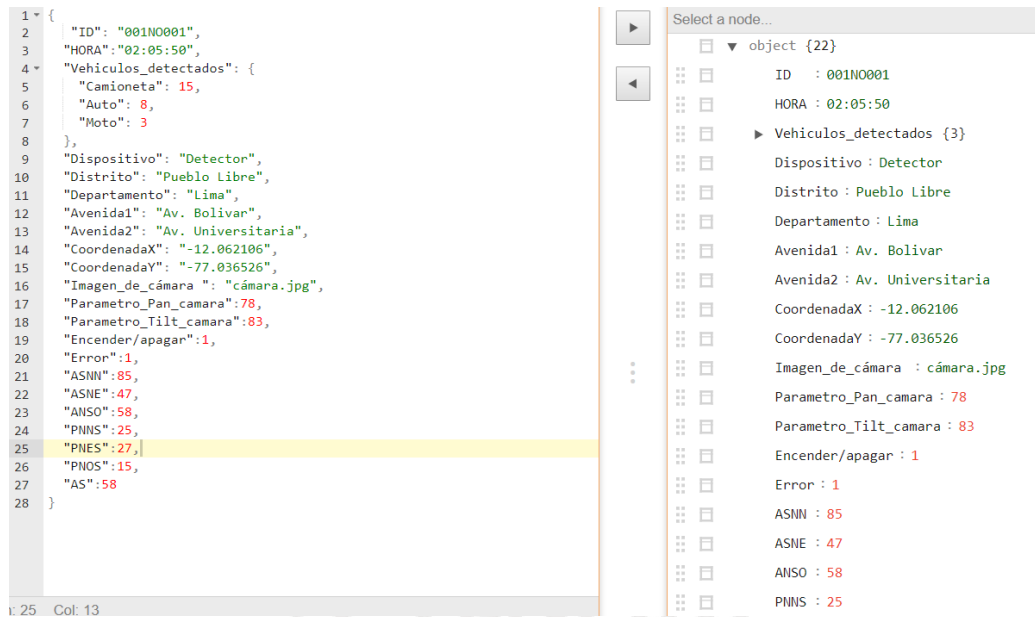 1 {
2 "ID": "001NO001",
3 "HORA":"02:05:50",
4 "Vehiculos_detectados": {
5 "Camioneta": 15,
6 "Auto": 8,
7 "Moto": 3
8 },
9 "Dispositivo": "Detector",
10 "Distrito": "Pueblo Libre",
11 "Departamento": "Lima",
12 "Avenida1": "Av. Bolivar",
13 "Avenida2": "Av. Universitaria",
14 "CoordenadaX": "-12.062106",
15 "CoordenadaY": "-77.036526",
16 "Imagen_de_cámara ": "cámara.jpg",
17 "Parametro_Pan_camara":78,
18 "Parametro_Tilt_camara":83,
19 "Encender/apagar":1,
20 "Error":1,
21 "ASNN":85,
22 "ASNE":47,
23 "ANSO":58,
24 "PNNS":25,
25 "PNES":27,
26 "PNOS":15,
27 "AS":58
28 }
: 25 Col: 13
Select a node...
object {22}
ID : 001NO001
HORA : 02:05:50
Vehiculos_detectados {3}
Dispositivo : Detector
Distrito : Pueblo Libre
Departamento : Lima
Avenida1 : Av. Bolivar
Avenida2 : Av. Universitaria
CoordenadaX : -12.062106
CoordenadaY : -77.036526
Imagen_de_cámara : cámara.jpg
Parametro_Pan_camara : 78
Parametro_Tilt_camara : 83
Encender/apagar : 1
Error : 1
ASNN : 85
ASNE : 47
ANSO : 58
PNNS : 25